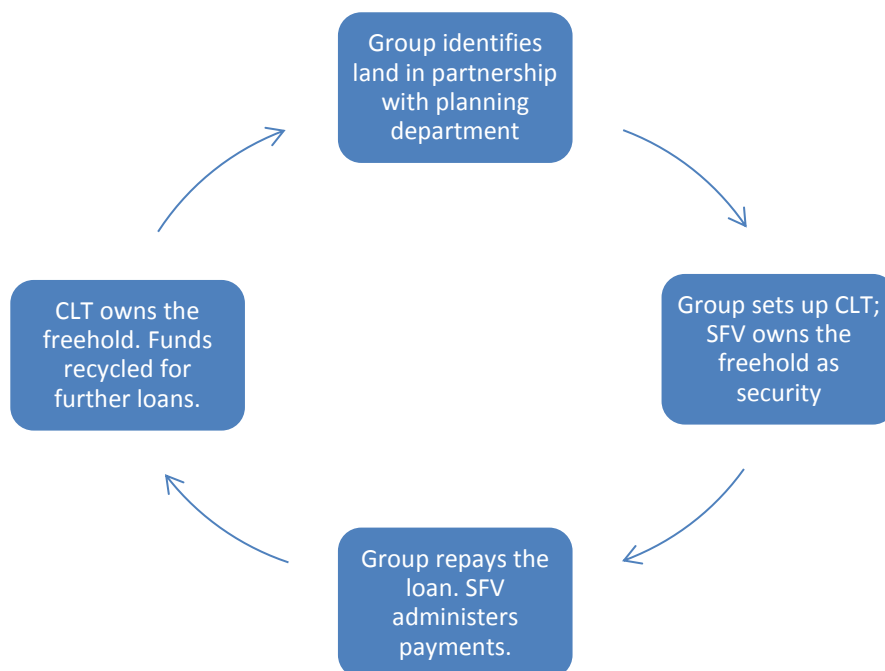 Group identifies
land in partnership
with planning
department
Group sets up CLT;
SFV owns the
freehold as
security
Group repays the
loan. SFV
administers
payments.
CLT owns the
freehold. Funds
recycled for
further loans.